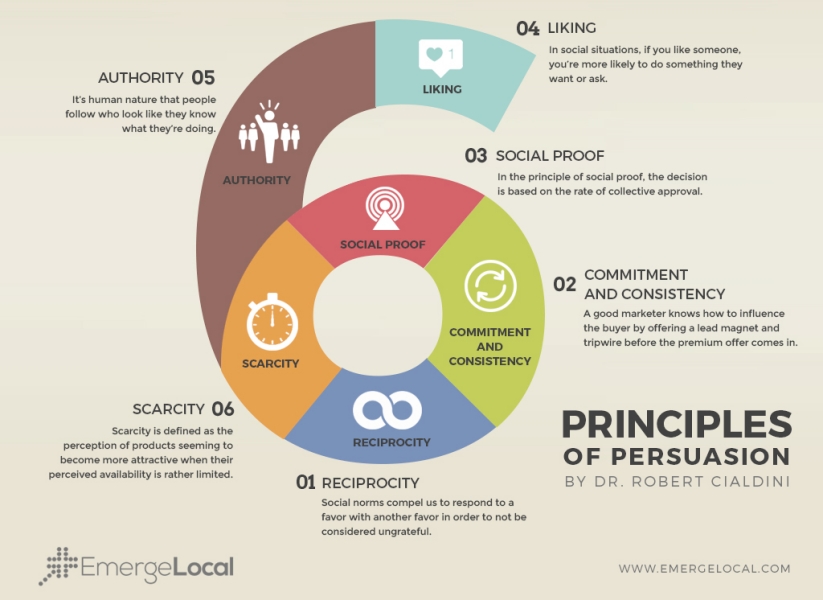 04 LIKING
In social situations, if you like someone,
you're more likely to do something they
want or ask.
1
LIKING
AUTHORITY 05
It's human nature that people
follow who look like they know
what they're doing.
AUTHORITY
03 SOCIAL PROOF
In the principle of social proof, the decision
is based on the rate of collective approval.
SOCIAL PROOF
02 COMMITMENT
AND CONSISTENCY
A good marketer knows how to influence
the buyer by offering a lead magnet and
tripwire before the premium offer comes in.
COMMITMENT
AND
CONSISTENCY
SCARCITY
SCARCITY 06
Scarcity is defined as the
perception of products seeming to
become more attractive when their
perceived availability is rather limited.
RECIPROCITY
01 RECIPROCITY
Social norms compel us to respond to a
favor with another favor in order to not be
considered ungrateful.
PRINCIPLES
OF PERSUASION
BY DR. ROBERT CIALDINI
EmergeLocal
WWW.EMERGELOCAL.COM